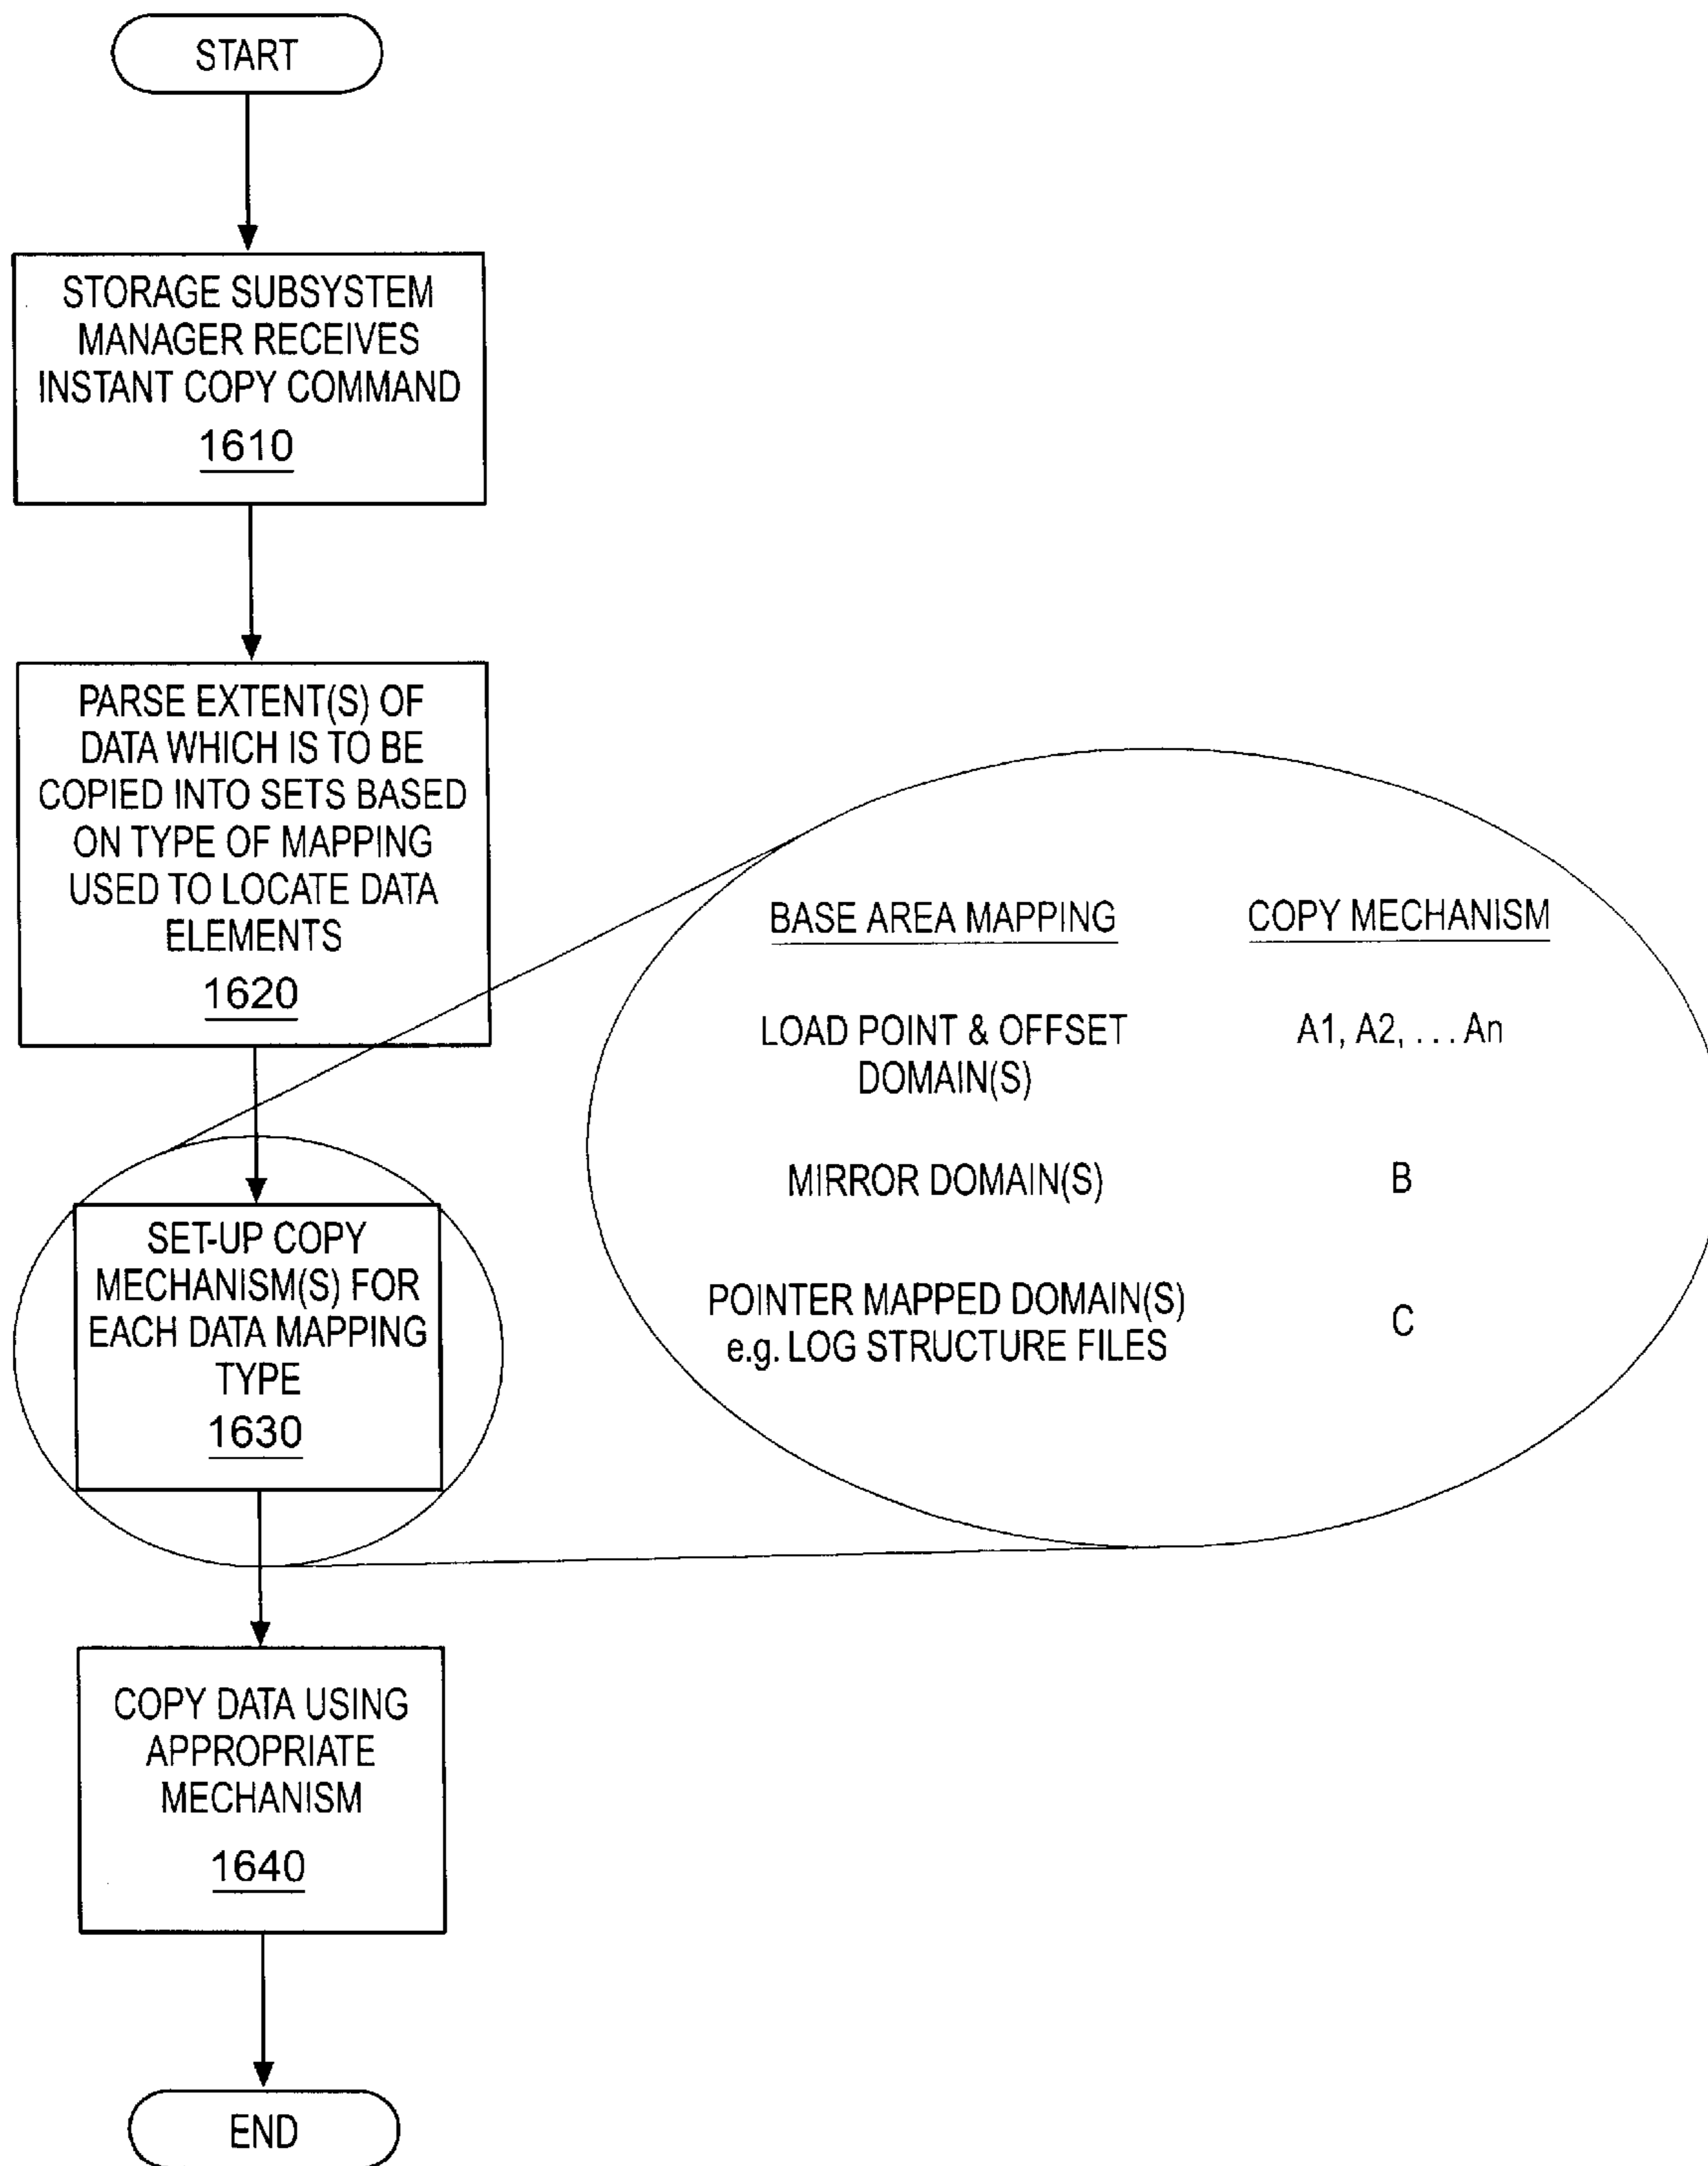 START
STORAGE SUBSYSTEM
MANAGER RECEIVES
INSTANT COPY COMMAND
1610
PARSE EXTENT(S) OF
DATA WHICH IS TO BE
COPIED INTO SETS BASED
ON TYPE OF MAPPING
USED TO LOCATE DATA
ELEMENTS
1620
SET-UP COPY
MECHANISM(S) FOR
EACH DATA MAPPING
TYPE
1630
BASE AREA MAPPING
COPY MECHANISM
LOAD POINT & OFFSET
DOMAIN(S)
A1, A2, . . . An
MIRROR DOMAIN(S)
B
POINTER MAPPED DOMAIN(S)
e.g. LOG STRUCTURE FILES
C
COPY DATA USING
APPROPRIATE
MECHANISM
1640
END